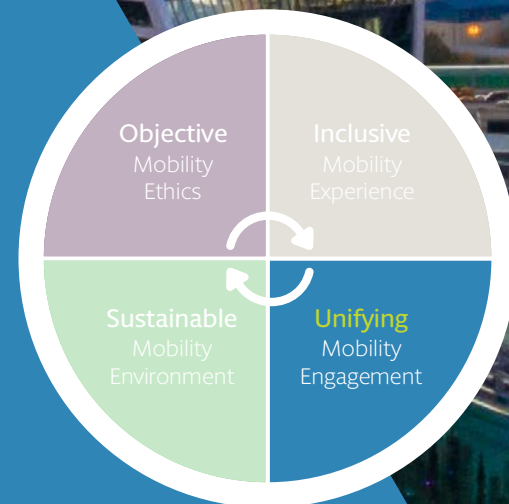 Objective
Mobility
Ethics
Inclusive
Mobility
Experience
Sustainable
Mobility
Environment
Unifying
Mobility
Engagement